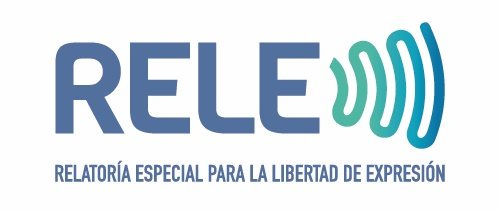 RELE
RELATORÍA ESPECIAL PARA LA LIBERTAD DE EXPRESIÓN